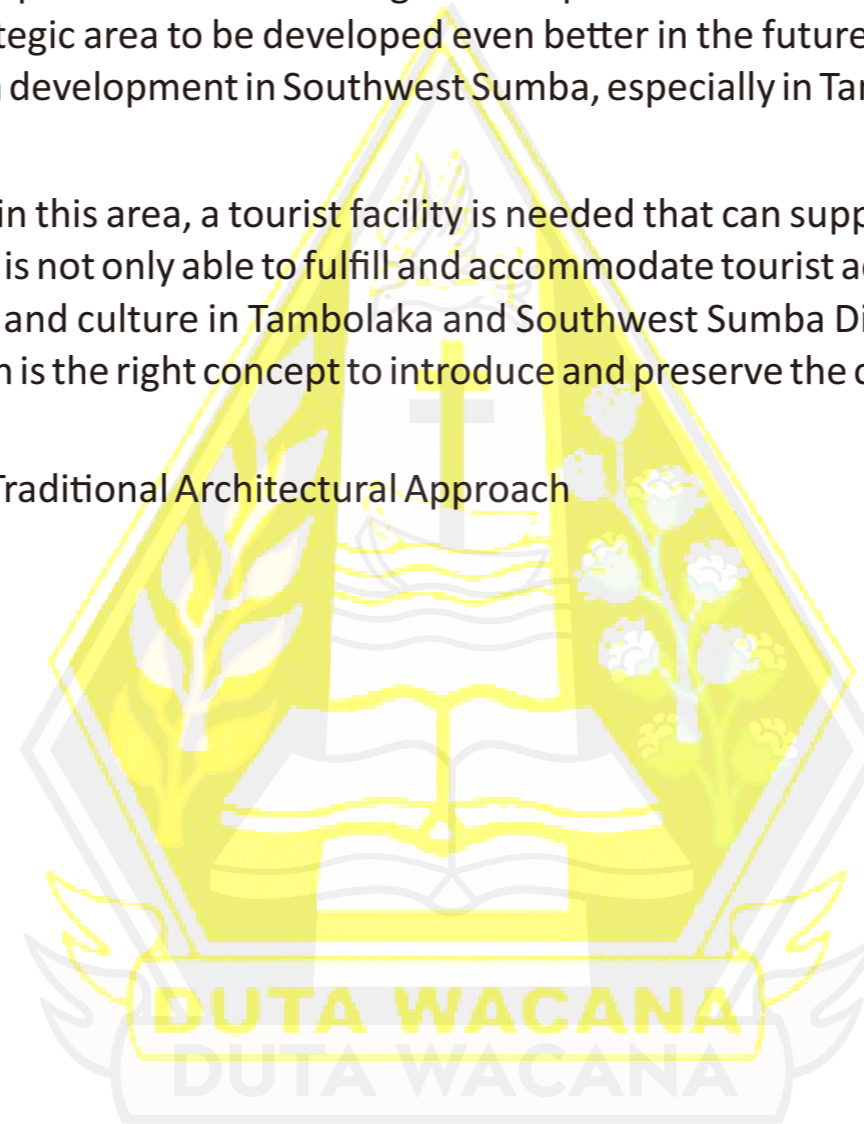 tegic area to be developed even better in the future
development in Southwest Sumba, especially in Tam
in this area, a tourist facility is needed that can supp
is not only able to fulfill and accommodate tourist a
and culture in Tambolaka and Southwest Sumba Di
is the right concept to introduce and preserve the
Traditional Architectural Approach
DUTA WACANA
DUTA WACANA